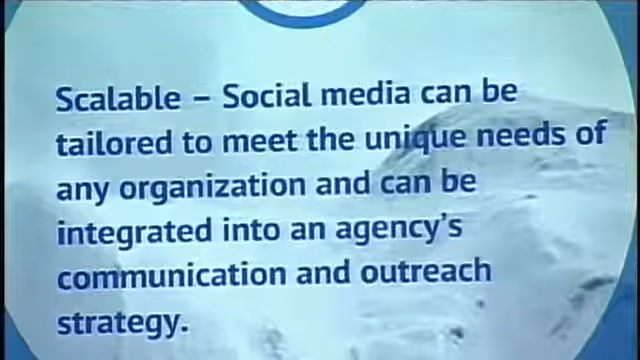 Scalable – Social media can be
tailored to meet the unique needs of
any organization and can be
integrated into an agency's
communication and outreach
strategy.